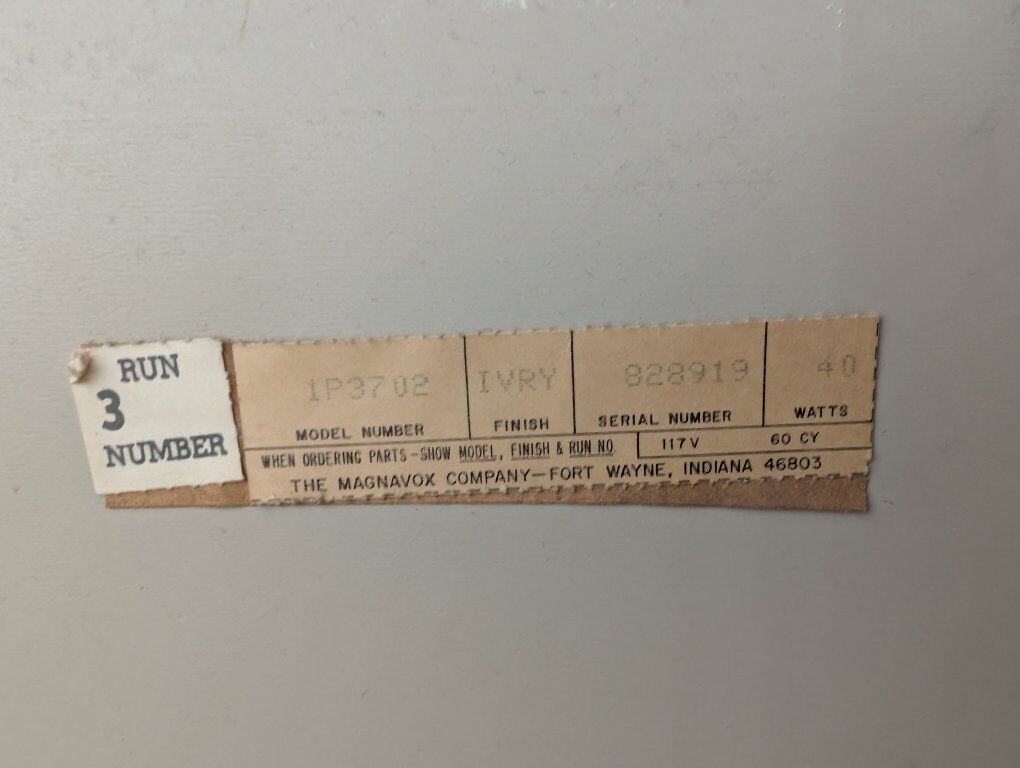 RUN
3
NUMBER
1P3702 IVRY 828919 40
MODEL NUMBER FINISH SERIAL NUMBER WATTS
WHEN ORDERING PARTS-SHOW MODEL, FINISH & RUN NO 117V 60 CY
THE MAGNAVOX COMPANY-FORT WAYNE, INDIANA 46803